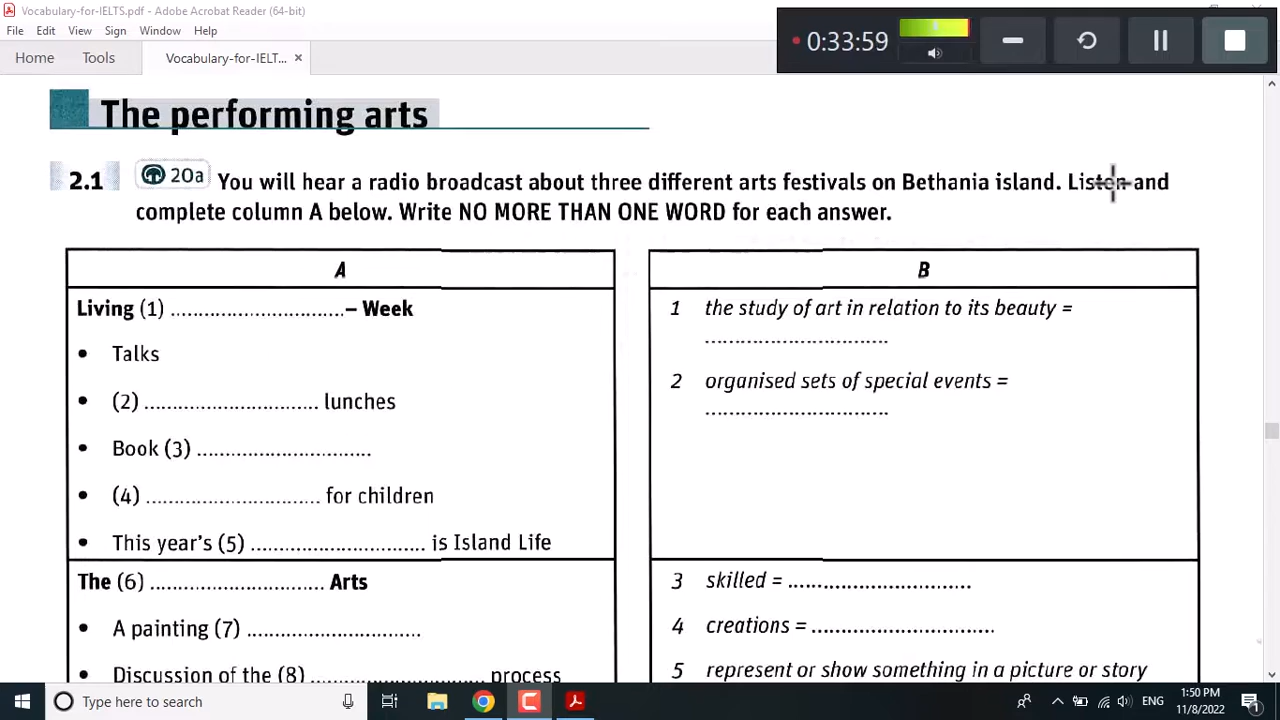 Vocabulary-for-IELTS.pdf - Adobe Acrobat Reader (64-bit)
File Edit View Sign Window Help
0:33:59
Home Tools Vocabulary-for-IELT... ×
The performing arts
2.1 20a You will hear a radio broadcast about three different arts festivals on Bethania island. Listen and
complete column A below. Write NO MORE THAN ONE WORD for each answer.
A
Living (1) ............................... – Week
• Talks
• (2) ............................... lunches
• Book (3) ...............................
• (4) ............................... for children
• This year's (5) ............................... is Island Life
The (6) ............................... Arts
• A painting (7) ...............................
• Discussion of the (8) ............................... process
B
1 the study of art in relation to its beauty =
................................
2 organised sets of special events =
................................
3 skilled = ................................
4 creations = ................................
5 represent or show something in a picture or story
Type here to search
ENG
1:50 PM
11/8/2022
1